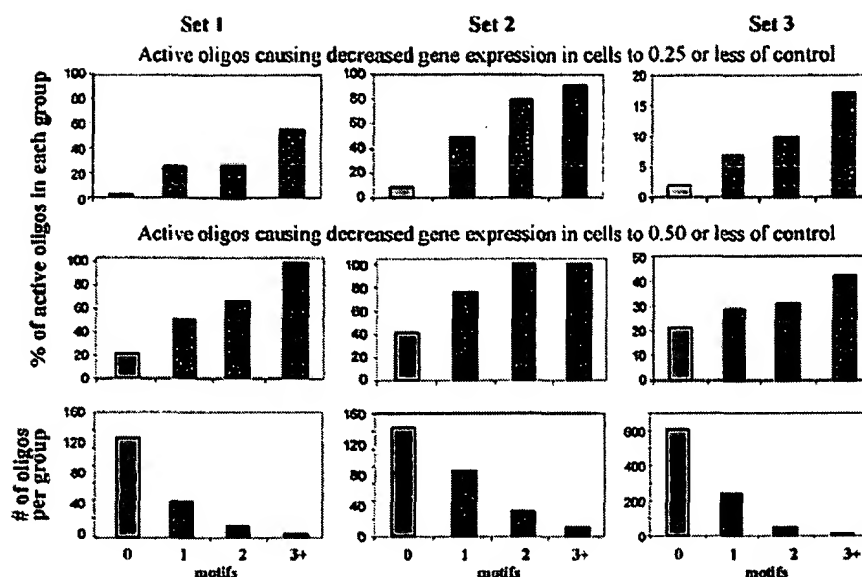 Set 1 Set 2 Set 3
Active oligos causing decreased gene expression in cells to 0.25 or less of control
100 100 20
80 80 15
60 60 10
40 40 5
20 20 0
0 0
% of active oligos in each group
Active oligos causing decreased gene expression in cells to 0.50 or less of control
100 100 50
80 80 40
60 60 30
40 40 20
20 20 10
0 0 0
160 160 600
120 120 400
80 80 200
40 40 0
0 0
# of oligos
per group
0 1 2 3+ 0 1 2 3+ 0 1 2 3+
motifs motifs motifs